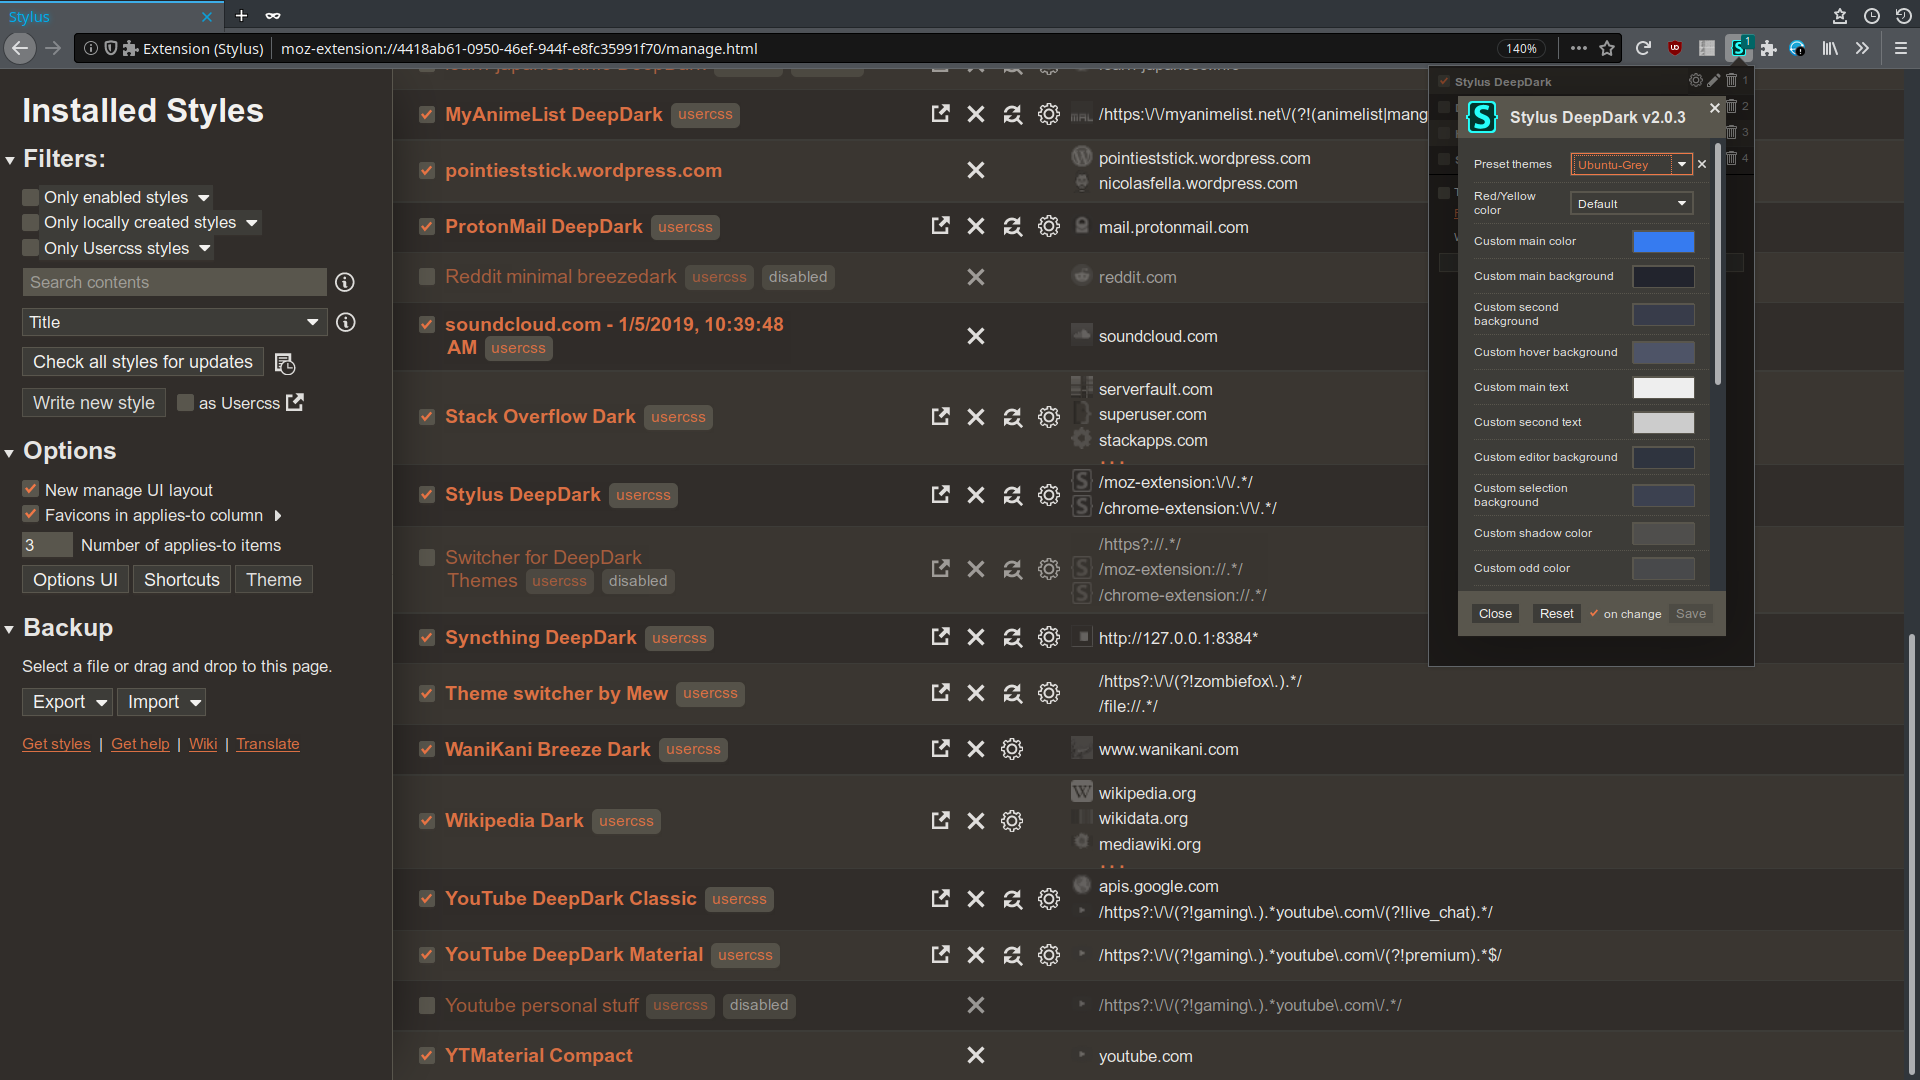 Stylus
Extension (Stylus)
moz-extension://4418ab61-0950-46ef-944f-e8fc35991f70/manage.html
140%
1
Installed Styles
Filters:
Only enabled styles
Only locally created styles
Only Usercss styles
Search contents
Title
Check all styles for updates
Write new style
as Usercss
Options
New manage UI layout
Favicons in applies-to column
3 Number of applies-to items
Options UI
Shortcuts
Theme
Backup
Select a file or drag and drop to this page.
Export
Import
Get styles | Get help | Wiki | Translate
MyAnimeList DeepDark usercss
/https:\/\/myanimelist.net\/(?!(animelist|mang
pointieststick.wordpress.com
pointieststick.wordpress.com
nicolasfella.wordpress.com
ProtonMail DeepDark usercss
mail.protonmail.com
Reddit minimal breezedark usercss disabled
reddit.com
soundcloud.com - 1/5/2019, 10:39:48
AM usercss
soundcloud.com
Stack Overflow Dark usercss
serverfault.com
superuser.com
stackapps.com
...
Stylus DeepDark usercss
/moz-extension:\/\/.*/
/chrome-extension:\/\/.*/
Switcher for DeepDark
Themes usercss disabled
/https?://.*/
/moz-extension://.*/
/chrome-extension://.*/
Syncthing DeepDark usercss
http://127.0.0.1:8384*
Theme switcher by Mew usercss
/https?:\/\/(?!zombiefox\.).*/
/file://.*/
WaniKani Breeze Dark usercss
www.wanikani.com
Wikipedia Dark usercss
wikipedia.org
wikidata.org
mediawiki.org
...
YouTube DeepDark Classic usercss
apis.google.com
/https?:\/\/(?!gaming\.).*youtube\.com\/(?!live_chat).*/
YouTube DeepDark Material usercss
/https?:\/\/(?!gaming\.).*youtube\.com\/(?!premium).*$/
Youtube personal stuff usercss disabled
/https?:\/\/(?!gaming\.).*youtube\.com\/.*/
YTMaterial Compact
youtube.com
Stylus DeepDark
1
2
3
4
Stylus DeepDark v2.0.3
Preset themes
Ubuntu-Grey
Red/Yellow
color
Default
Custom main color
Custom main background
Custom second
background
Custom hover background
Custom main text
Custom second text
Custom editor background
Custom selection
background
Custom shadow color
Custom odd color
Close
Reset
on change
Save